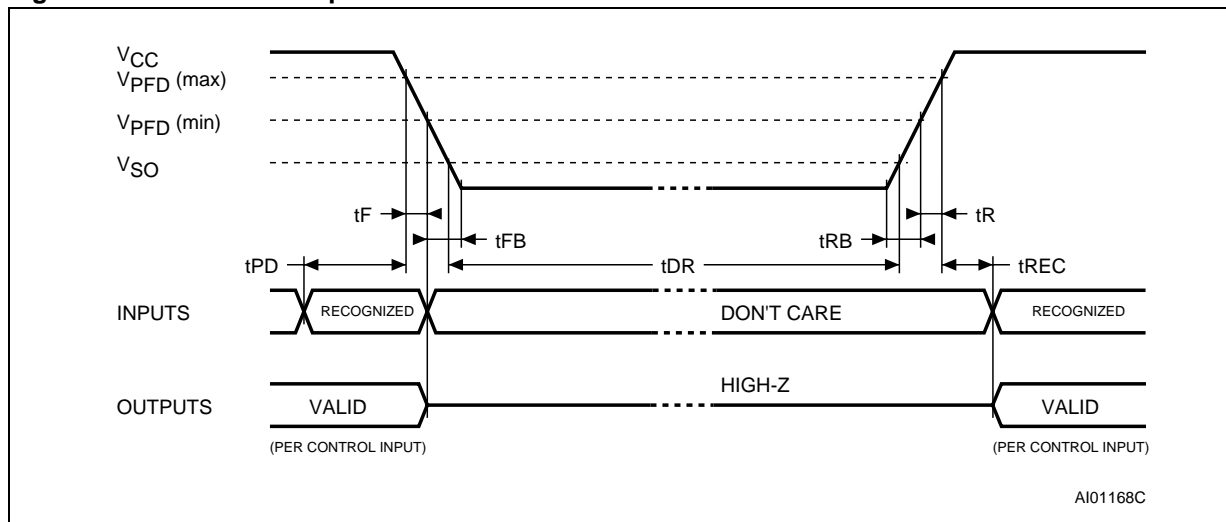 VCC
VPFD (max)
VPFD (min)
VSO
tF
tFB
tR
tRB
tPD
tDR
tREC
INPUTS
RECOGNIZED
DON'T CARE
RECOGNIZED
HIGH-Z
OUTPUTS
VALID
VALID
(PER CONTROL INPUT)
(PER CONTROL INPUT)
AI01168C